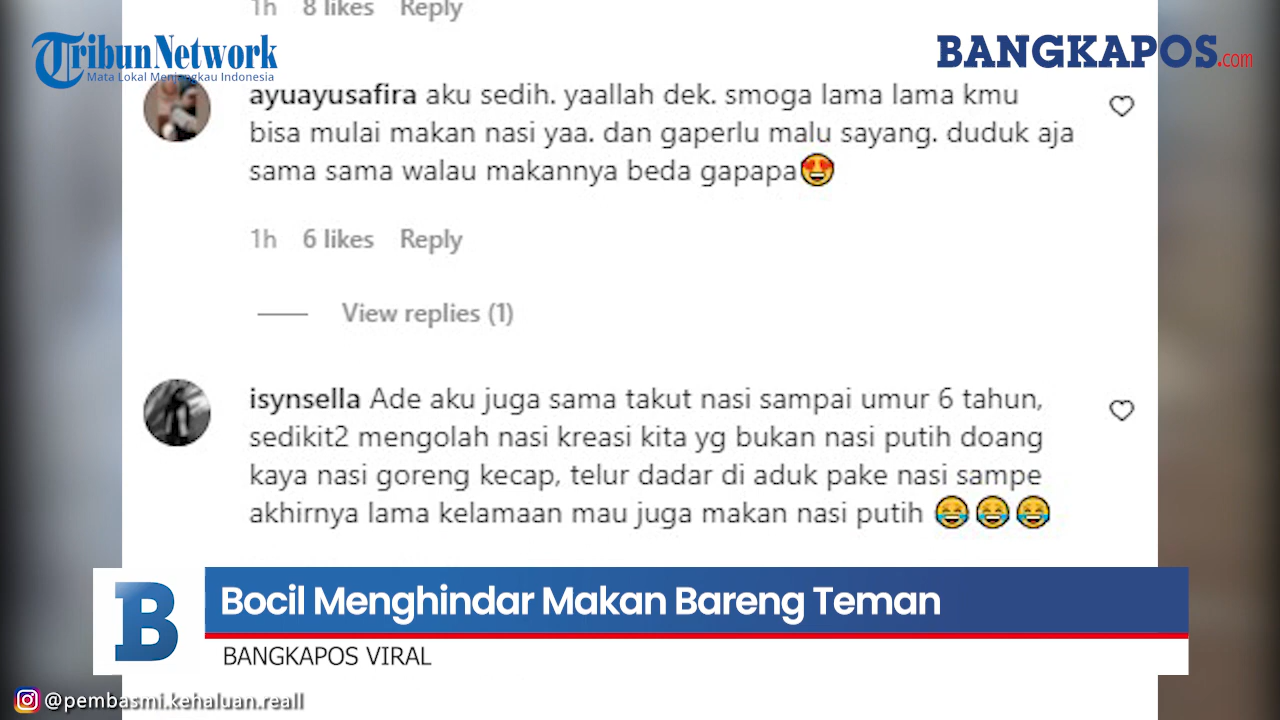 1h 8 likes Reply
TribunNetwork
Mata Lokal Menjangkau Indonesia
BANGKAPOS.com
ayuayusafira aku sedih. yaallah dek. smoga lama lama kmu
bisa mulai makan nasi yaa. dan gaperlu malu sayang. duduk aja
sama sama walau makannya beda gapapa😍
1h 6 likes Reply
View replies (1)
isynsella Ade aku juga sama takut nasi sampai umur 6 tahun,
sedikit2 mengolah nasi kreasi kita yg bukan nasi putih doang
kaya nasi goreng kecap, telur dadar di aduk pake nasi sampe
akhirnya lama kelamaan mau juga makan nasi putih 😂😂😂
B
Bocil Menghindar Makan Bareng Teman
BANGKAPOS VIRAL
@pembasmi.kehaluan.reall